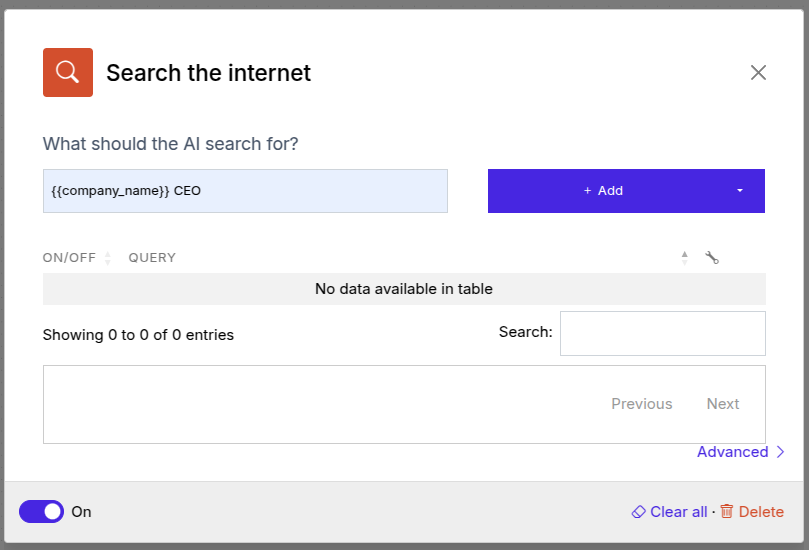 Search the internet
What should the AI search for?
{{company_name}} CEO
+ Add
ON/OFF QUERY
No data available in table
Showing 0 to 0 of 0 entries
Search:
Previous Next
Advanced
On
Clear all · Delete